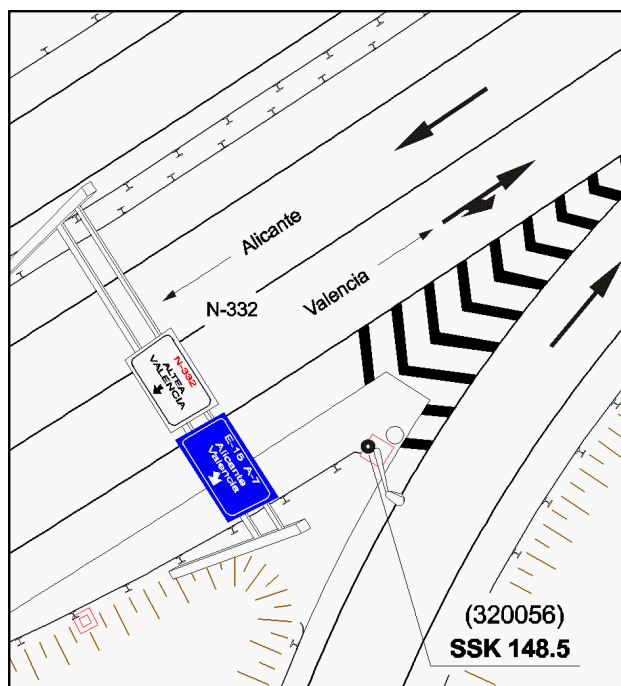 Alicante
N-332
Valencia
N-332
ALTEA
VALENCIA
E-15 A-7
Alicante
Valencia
(320056)
SSK 148.5